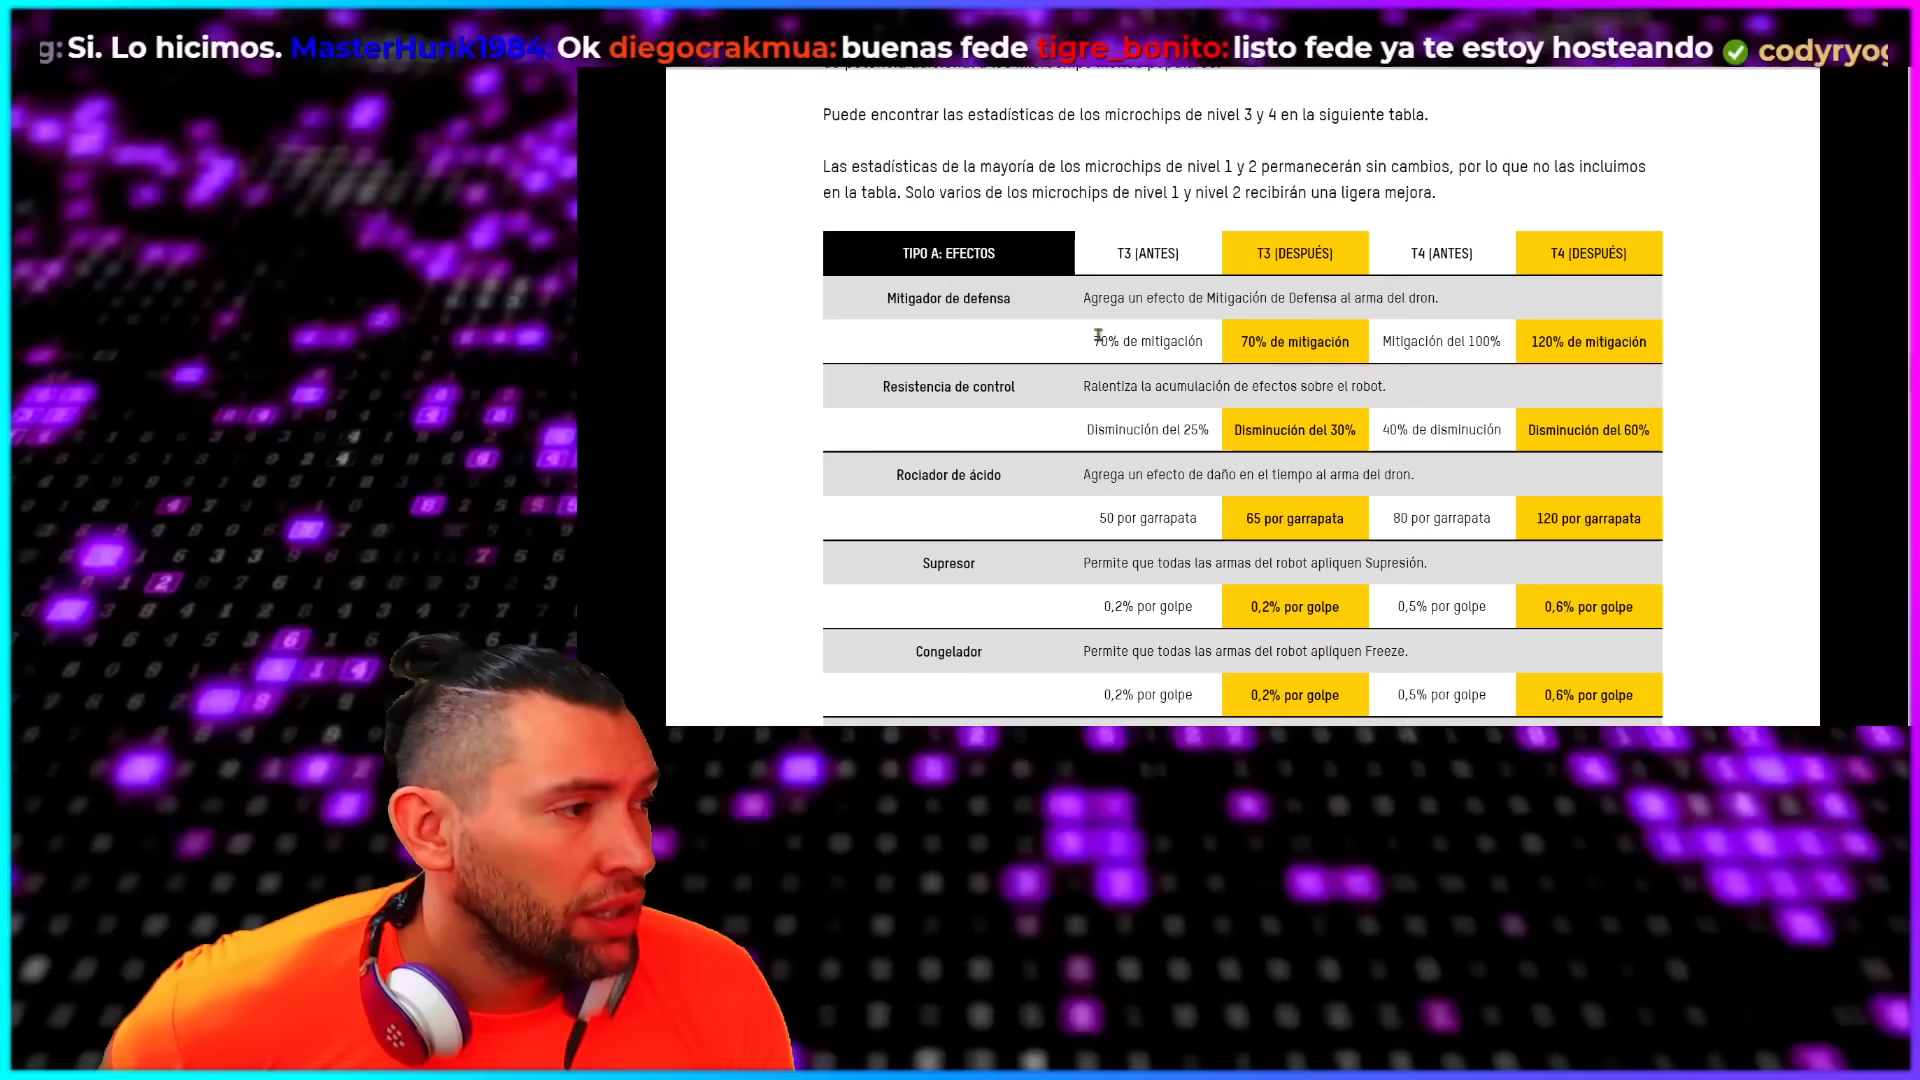 g: Si. Lo hicimos. MasterHunk1984: Ok diegocrakmua: buenas fede tigre_bonito: listo fede ya te estoy hosteando codyryog
Puede encontrar las estadísticas de los microchips de nivel 3 y 4 en la siguiente tabla.
Las estadísticas de la mayoría de los microchips de nivel 1 y 2 permanecerán sin cambios, por lo que no las incluimos
en la tabla. Solo varios de los microchips de nivel 1 y nivel 2 recibirán una ligera mejora.
TIPO A: EFECTOS T3 (ANTES) T3 (DESPUÉS) T4 (ANTES) T4 (DESPUÉS)
Mitigador de defensa Agrega un efecto de Mitigación de Defensa al arma del dron.
70% de mitigación 70% de mitigación Mitigación del 100% 120% de mitigación
Resistencia de control Ralentiza la acumulación de efectos sobre el robot.
Disminución del 25% Disminución del 30% 40% de disminución Disminución del 60%
Rociador de ácido Agrega un efecto de daño en el tiempo al arma del dron.
50 por garrapata 65 por garrapata 80 por garrapata 120 por garrapata
Supresor Permite que todas las armas del robot apliquen Supresión.
0,2% por golpe 0,2% por golpe 0,5% por golpe 0,6% por golpe
Congelador Permite que todas las armas del robot apliquen Freeze.
0,2% por golpe 0,2% por golpe 0,5% por golpe 0,6% por golpe